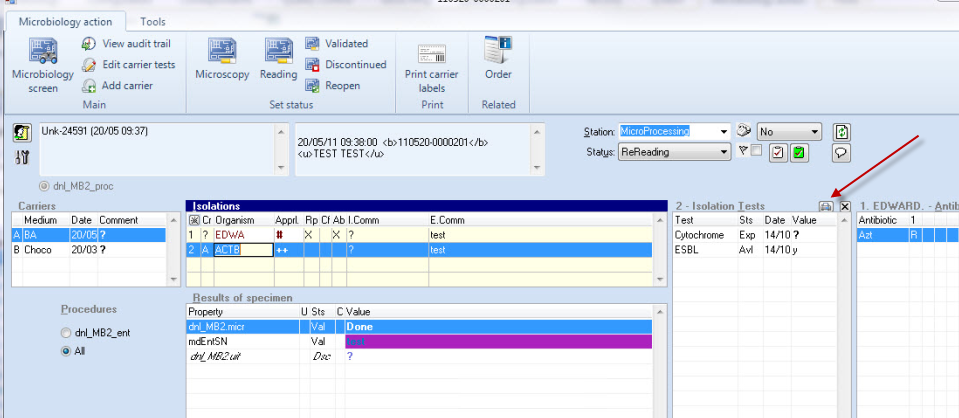 110520-0000201
Microbiology action Tools
View audit trail
Edit carrier tests
Add carrier
Microbiology screen
Main
Microscopy
Reading
Validated
Discontinued
Reopen
Set status
Print carrier labels
Print
Order
Related
Unk-24591 (20/05 09:37)
20/05/11 09:38:00 <b>110520-0000201</b>
<u>TEST TEST</u>
Station: MicroProcessing No
Status: ReReading
dnl_MB2_proc
Carriers
Medium Date Comment
A BA 20/05 ?
B Choco 20/03 ?
Isolations
Cr Organism Appri. Rp Cf Ab I.Comm E.Comm
1 ? EDWA # X X ? test
2 A ACTB ++ ? test
2 - Isolation Tests
Test Sts Date Value
Cytochrome Exp 14/10 ?
ESBL Avl 14/10 y
1. EDWARD. - Antib
Antibiotic 1
Azt R
Procedures
dnl_MB2_ent
All
Results of specimen
Property U Sts C Value
dnl_MB2.micr Val Done
mdEntSN Val test
dnl_MB2.uit Dsc ?